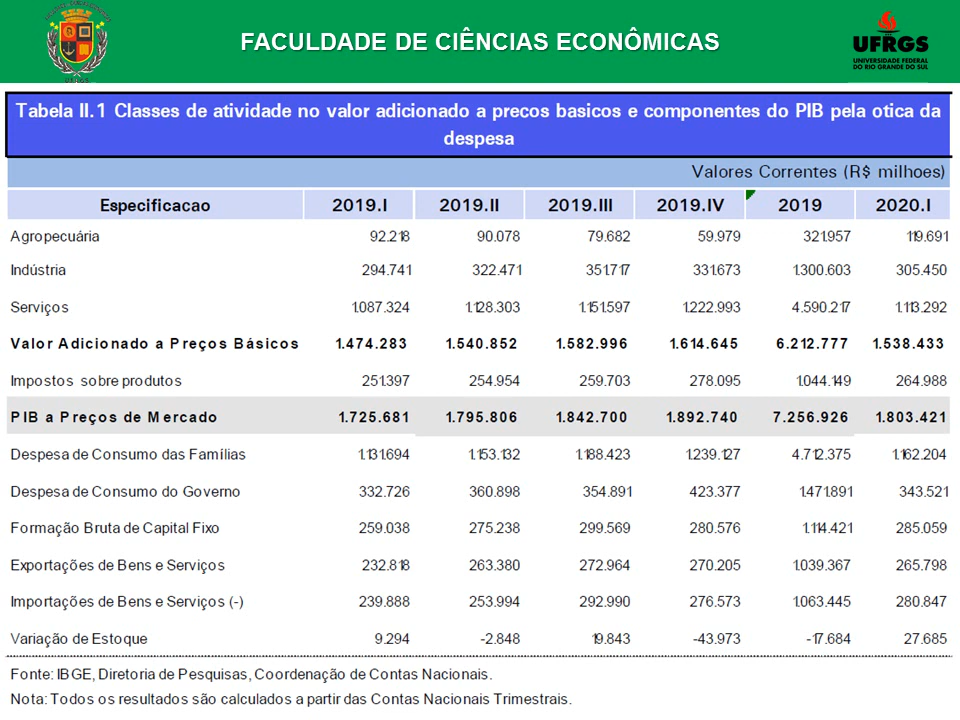 FACULDADE DE CIÊNCIAS ECONÔMICAS
UFRGS
UFRGS
UNIVERSIDADE FEDERAL
DO RIO GRANDE DO SUL
Tabela II.1 Classes de atividade no valor adicionado a precos basicos e componentes do PIB pela otica da
despesa
Valores Correntes (R$ milhoes)
Especificacao 2019.I 2019.II 2019.III 2019.IV 2019 2020.I
Agropecuária 92.218 90.078 79.682 59.979 321.957 119.691
Indústria 294.741 322.471 351.717 331.673 1.300.603 305.450
Serviços 1.087.324 1.128.303 1.151.597 1.222.993 4.590.217 1.113.292
Valor Adicionado a Preços Básicos 1.474.283 1.540.852 1.582.996 1.614.645 6.212.777 1.538.433
Impostos sobre produtos 251.397 254.954 259.703 278.095 1.044.149 264.988
PIB a Preços de Mercado 1.725.681 1.795.806 1.842.700 1.892.740 7.256.926 1.803.421
Despesa de Consumo das Famílias 1.131.694 1.153.132 1.188.423 1.239.127 4.712.375 1.162.204
Despesa de Consumo do Governo 332.726 360.898 354.891 423.377 1.471.891 343.521
Formação Bruta de Capital Fixo 259.038 275.238 299.569 280.576 1.114.421 285.059
Exportações de Bens e Serviços 232.818 263.380 272.964 270.205 1.039.367 265.798
Importações de Bens e Serviços (-) 239.888 253.994 292.990 276.573 1.063.445 280.847
Variação de Estoque 9.294 -2.848 19.843 -43.973 -17.684 27.685
Fonte: IBGE, Diretoria de Pesquisas, Coordenação de Contas Nacionais.
Nota: Todos os resultados são calculados a partir das Contas Nacionais Trimestrais.